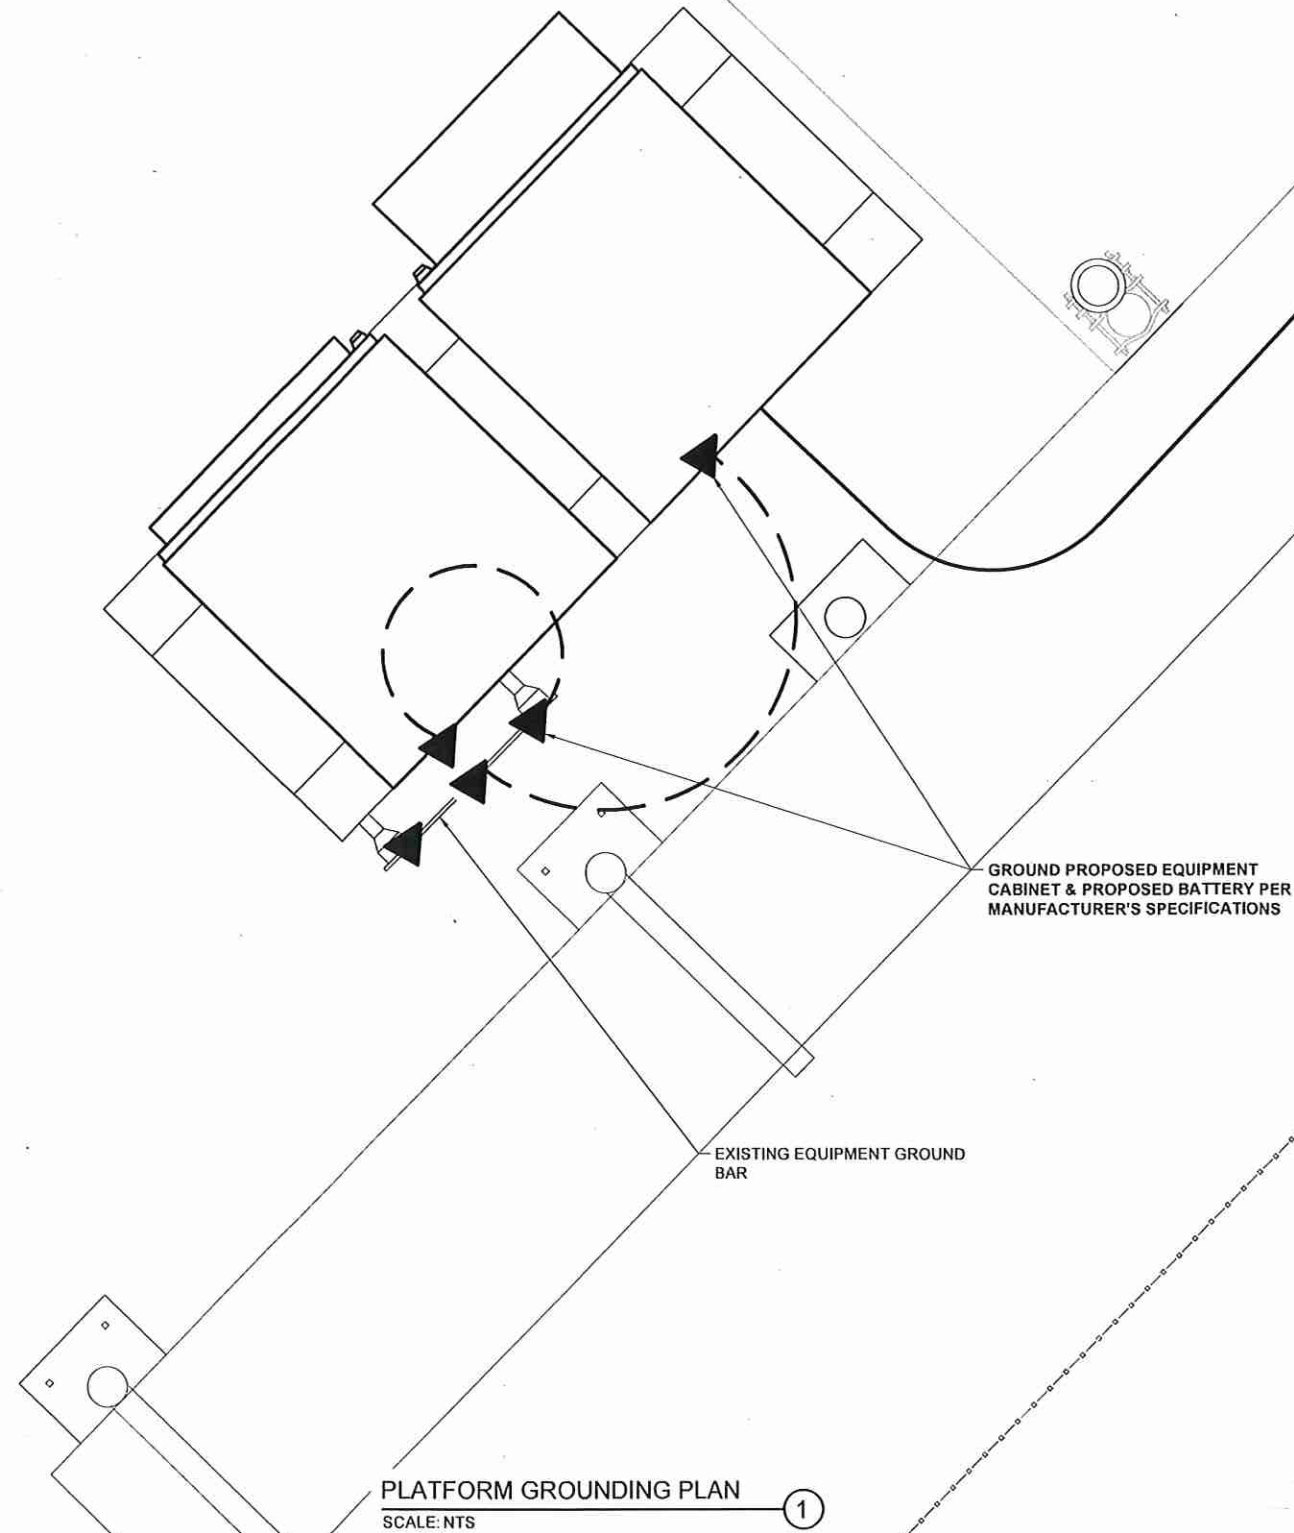 GROUND PROPOSED EQUIPMENT
CABINET & PROPOSED BATTERY PER
MANUFACTURER'S SPECIFICATIONS
EXISTING EQUIPMENT GROUND
BAR
PLATFORM GROUNDING PLAN
1
SCALE: NTS